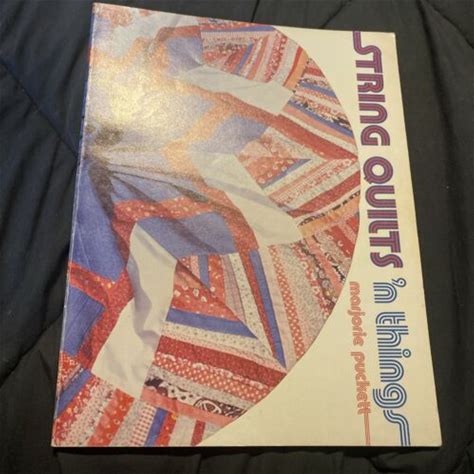 STRING QUILTS 'n things
marjorie puckett